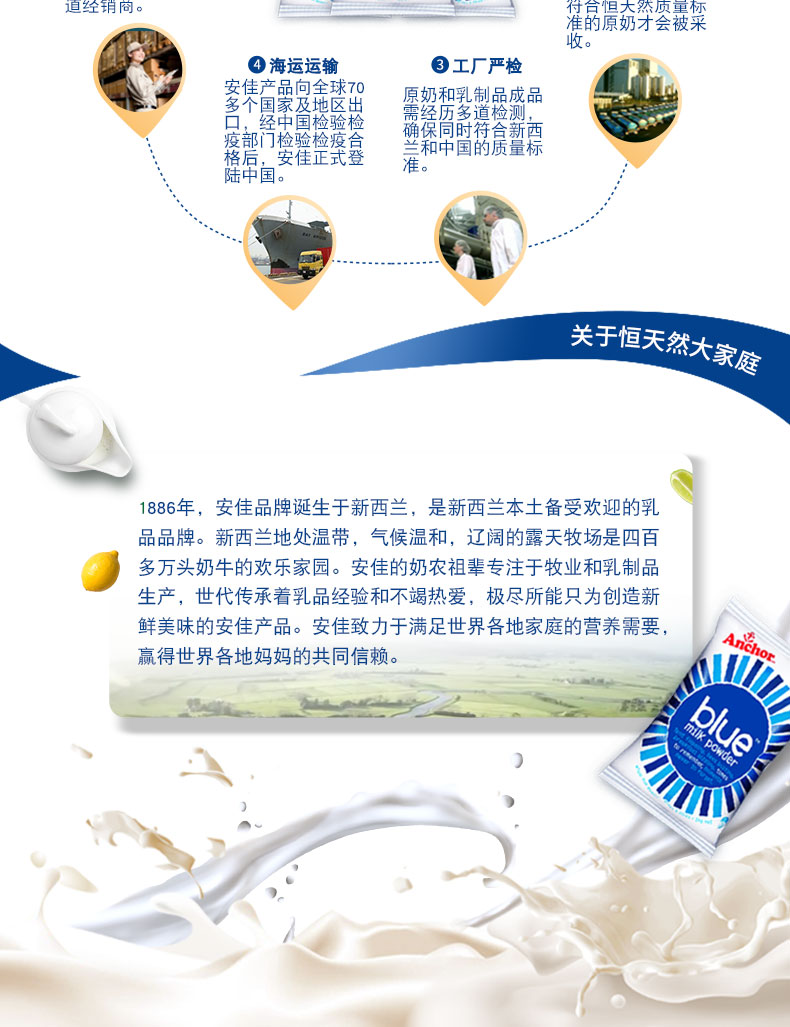 道经销商。
符合恒天然质量标
准的原奶才会被采
收。
4 海运运输
安佳产品向全球70
多个国家及地区出
口，经中国检验检
疫部门检验检疫合
格后，安佳正式登
陆中国。
3 工厂严检
原奶和乳制品成品
需经历多道检测，
确保同时符合新西
兰和中国的质量标
准。
关于恒天然大家庭
1886年，安佳品牌诞生于新西兰，是新西兰本土备受欢迎的乳
品品牌。新西兰地处温带，气候温和，辽阔的露天牧场是四百
多万头奶牛的欢乐家园。安佳的奶农祖辈专注于牧业和乳制品
生产，世代传承着乳品经验和不竭热爱，极尽所能只为创造新
鲜美味的安佳产品。安佳致力于满足世界各地家庭的营养需要，
赢得世界各地妈妈的共同信赖。
Anchor
blue™
milk powder